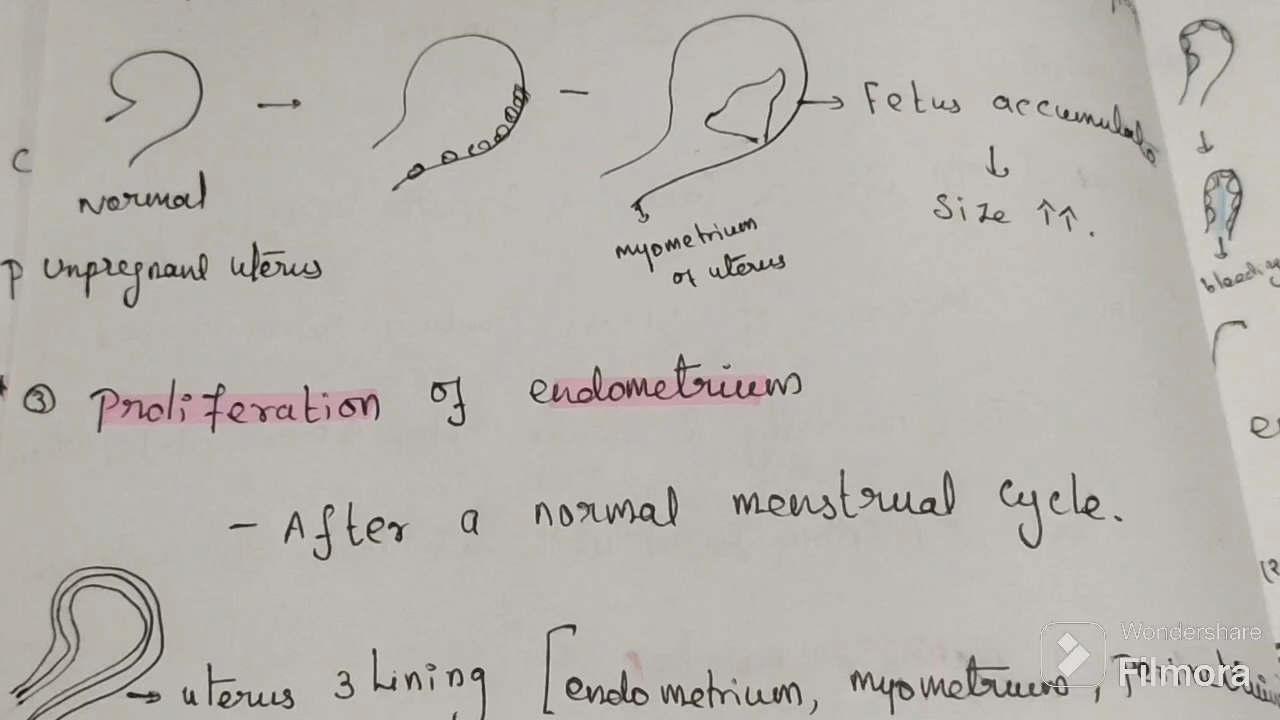 Fetus accumulate
Size ↑↑.
C
Normal
P unpregnant uterus
myometrium
of uterus
bleeding
③ Proliferation of endometrium
- After a normal menstrual cycle.
→ uterus 3 Lining [endometrium, myometrium,
Wondershare
Filmora